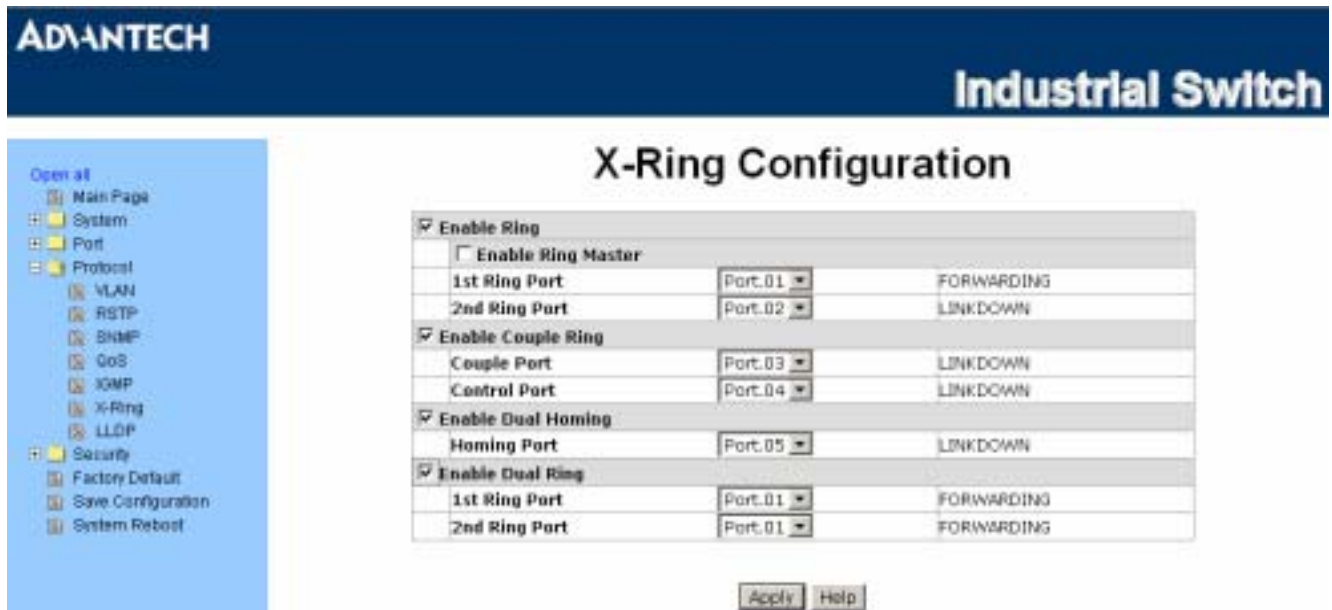 ADVANTECH
Industrial Switch
Open all
Main Page
System
Port
Protocol
VLAN
RSTP
SNMP
QoS
IGMP
X-Ring
LLDP
Security
Factory Default
Save Configuration
System Reboot
X-Ring Configuration
Enable Ring
Enable Ring Master
1st Ring Port Port.01 FORWARDING
2nd Ring Port Port.02 LINKDOWN
Enable Couple Ring
Couple Port Port.03 LINKDOWN
Control Port Port.04 LINKDOWN
Enable Dual Homing
Homing Port Port.05 LINKDOWN
Enable Dual Ring
1st Ring Port Port.01 FORWARDING
2nd Ring Port Port.01 FORWARDING
Apply Help